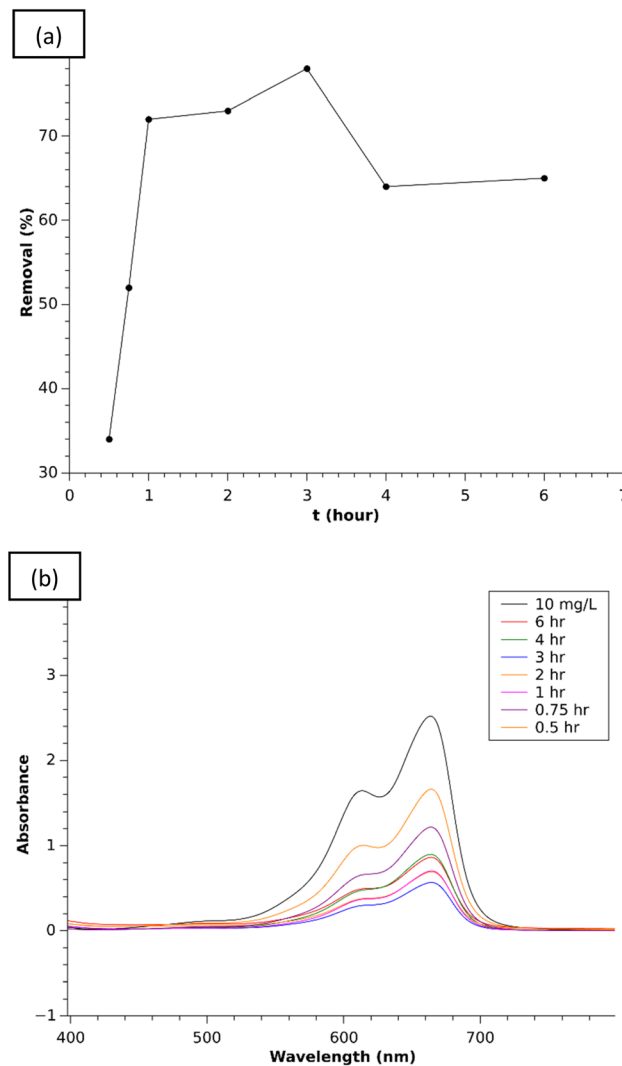 (a)
70
60
50
40
30
0 1 2 3 4 5 6 7
Removal (%)
t (hour)
(b)
10 mg/L
6 hr
4 hr
3 hr
2 hr
1 hr
0.75 hr
0.5 hr
3
2
1
0
−1
400 500 600 700
Absorbance
Wavelength (nm)